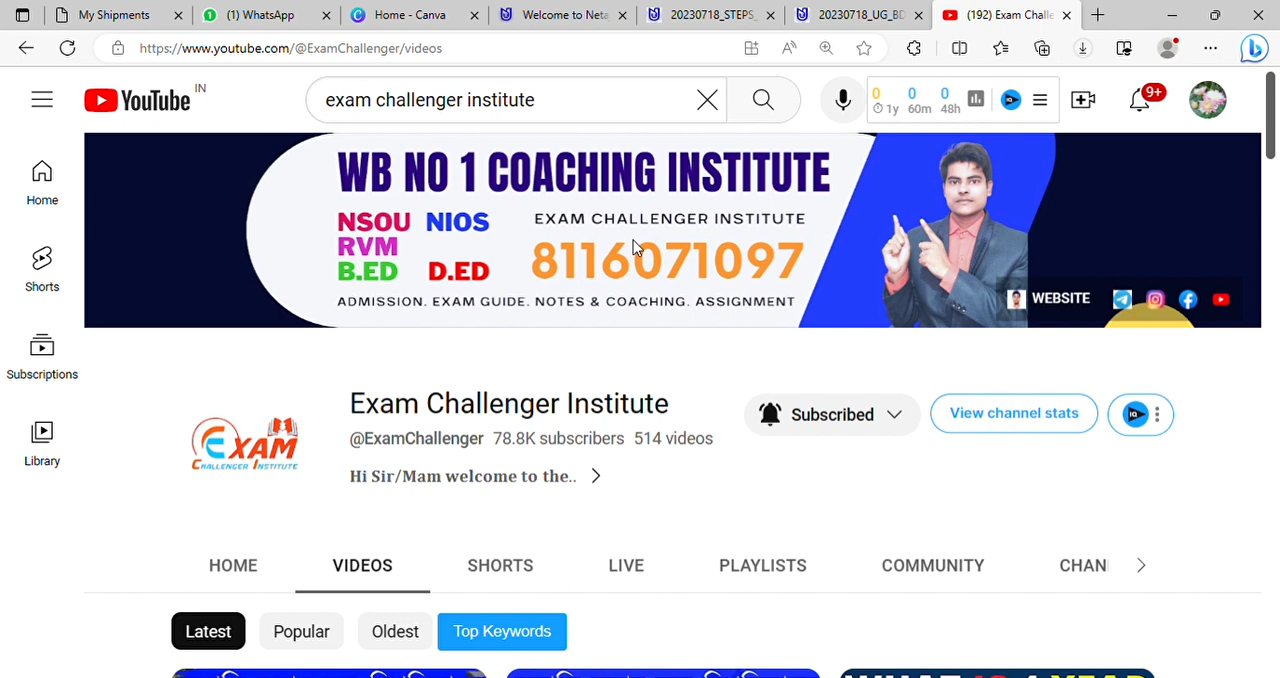 My Shipments
(1) WhatsApp
Home - Canva
Welcome to Neta
20230718_STEPS_
20230718_UG_BD
(192) Exam Challe
https://www.youtube.com/@ExamChallenger/videos
YouTube IN
exam challenger institute
0 0 0
1y 60m 48h
9+
Home
Shorts
Subscriptions
Library
WB NO 1 COACHING INSTITUTE
NSOU NIOS
EXAM CHALLENGER INSTITUTE
RVM
8116071097
B.ED D.ED
ADMISSION. EXAM GUIDE. NOTES & COACHING. ASSIGNMENT
WEBSITE
EXAM
CHALLENGER INSTITUTE
Exam Challenger Institute
@ExamChallenger 78.8K subscribers 514 videos
Hi Sir/Mam welcome to the..
Subscribed
View channel stats
HOME
VIDEOS
SHORTS
LIVE
PLAYLISTS
COMMUNITY
CHAN
Latest
Popular
Oldest
Top Keywords